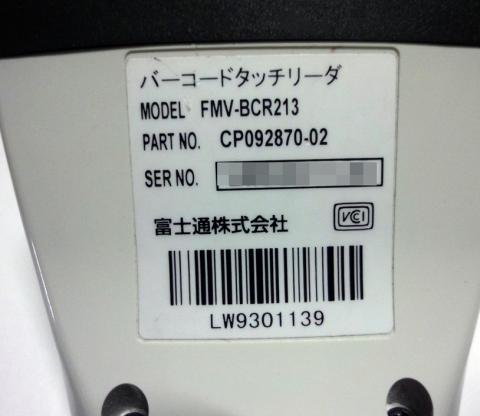 バーコードタッチリーダ
MODEL FMV-BCR213
PART NO. CP092870-02
SER NO.
富士通株式会社
VCCI
LW9301139